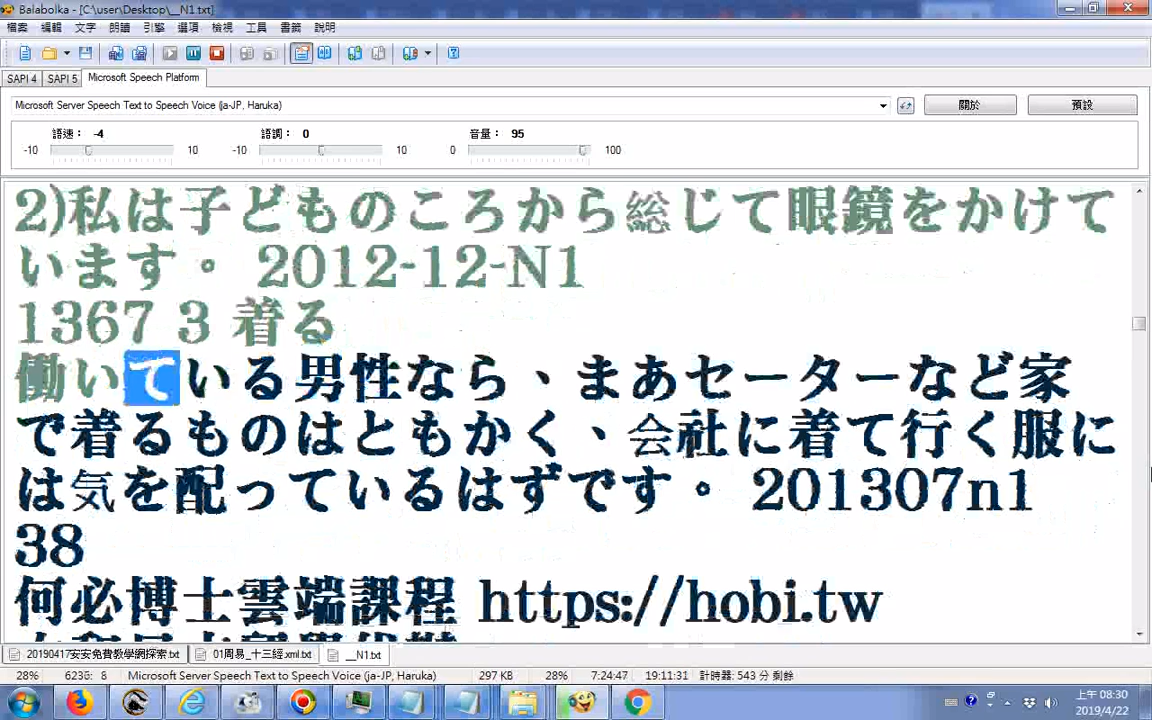 Balabolka - [C:\user\Desktop\__N1.txt]
檔案 編輯 文字 朗讀 引擎 選項 檢視 工具 書籤 說明
SAPI 4 SAPI 5 Microsoft Speech Platform
Microsoft Server Speech Text to Speech Voice (ja-JP, Haruka) 關於 預設
語速： -4 語調： 0 音量： 95
-10 10 -10 10 0 100
2)私は子どものころから総じて眼鏡をかけて
います。 2012-12-N1
1367 3 着る
働いている男性なら、まあセーターなど家
で着るものはともかく、会社に着て行く服に
は気を配っているはずです。 201307n1
38
何必博士雲端課程 https://hobi.tw
20190417安安免費教學網探索.txt 01周易_十三經.xml.txt __N1.txt
28% 6236: 8 Microsoft Server Speech Text to Speech Voice (ja-JP, Haruka) 297 KB 28% 7:24:47 19:11:31 計時器: 543 分 剩餘
上午 08:30
2019/4/22